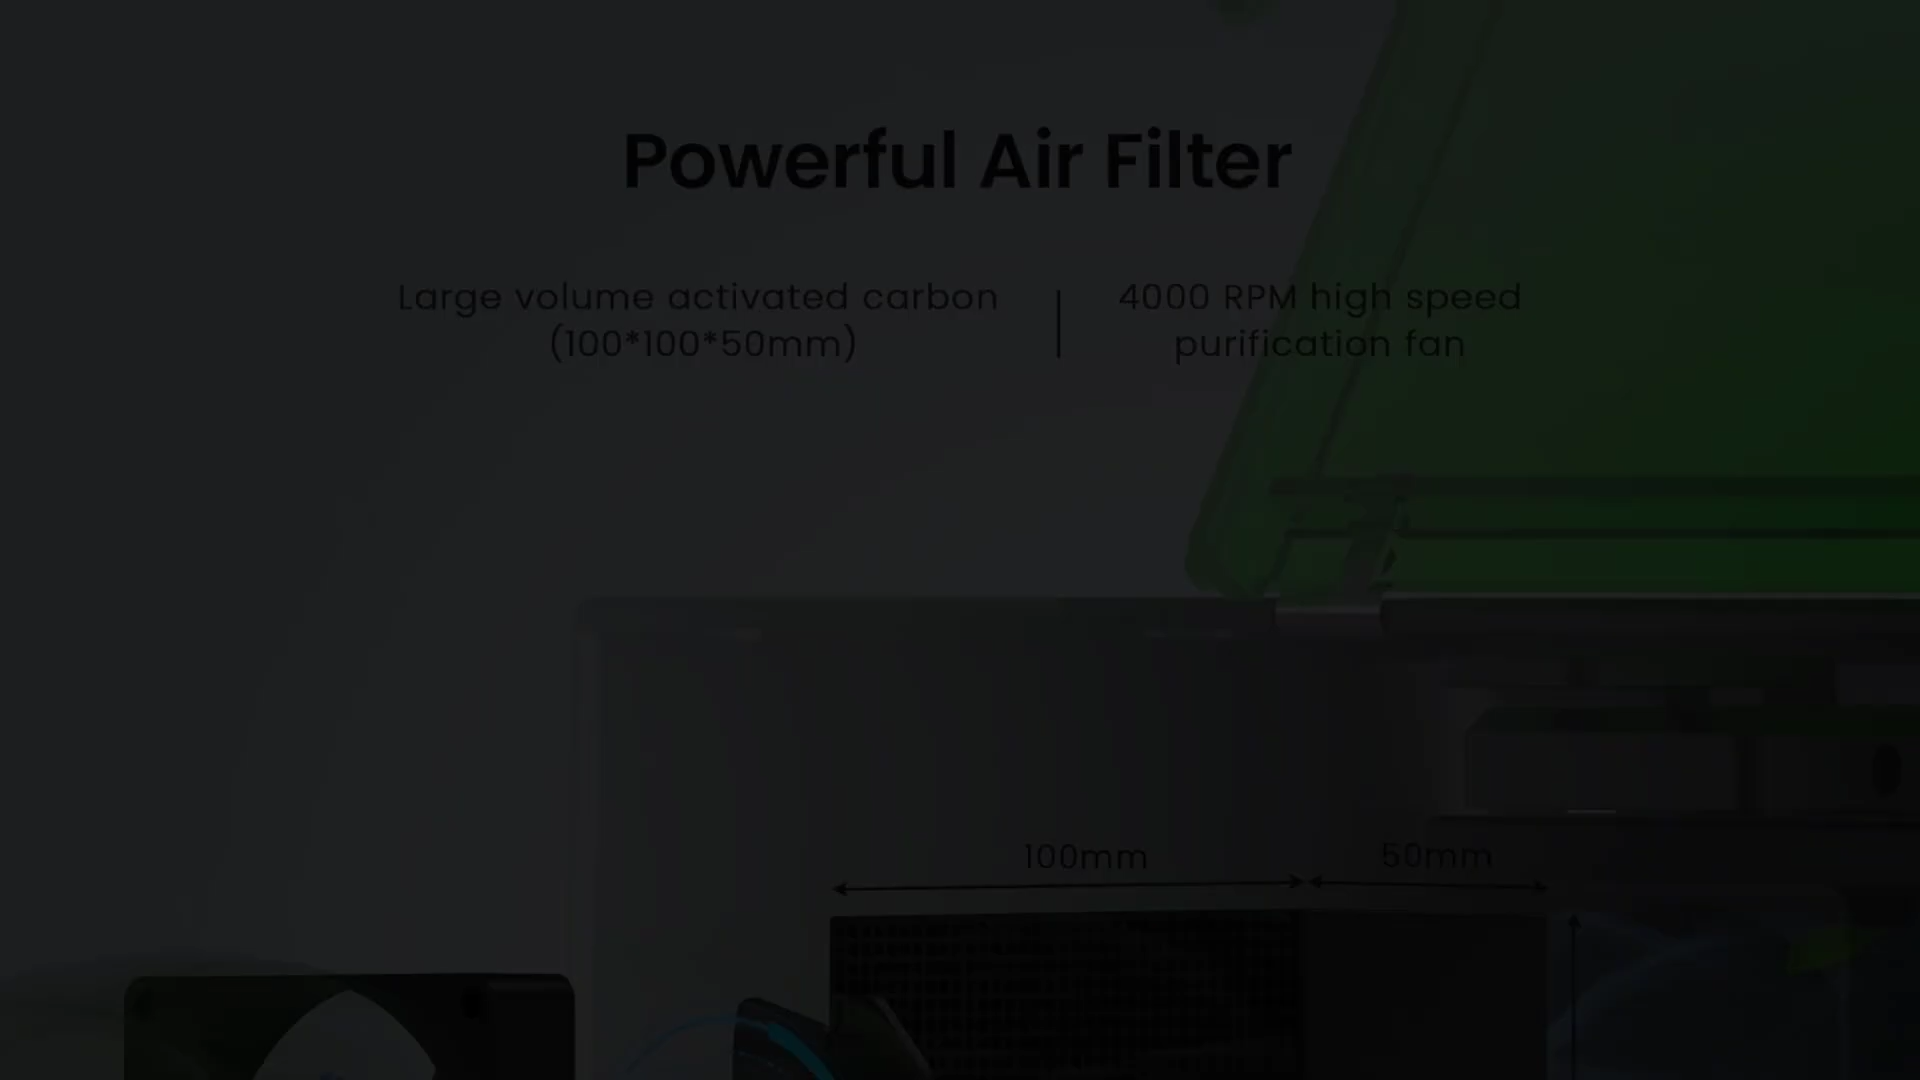 Powerful Air Filter
Large volume activated carbon
(100*100*50mm)
4000 RPM high speed
purification fan
100mm
50mm